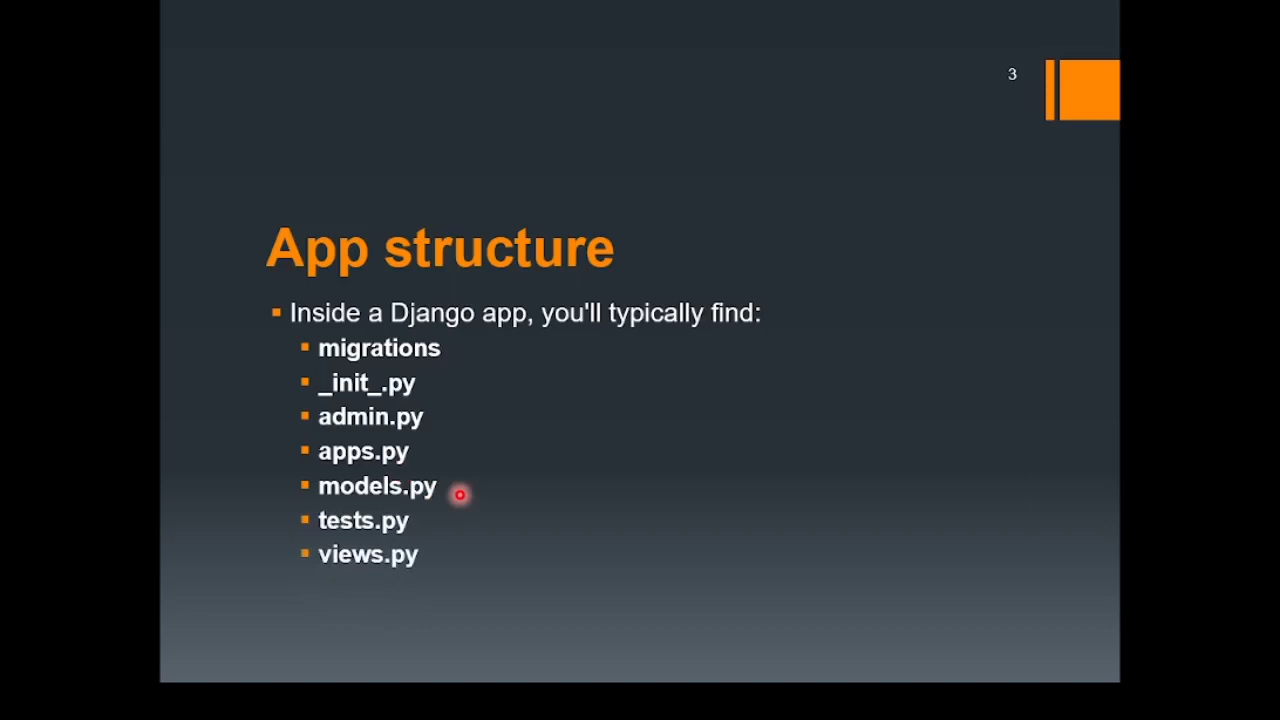 3
App structure
Inside a Django app, you'll typically find:
migrations
_init_.py
admin.py
apps.py
models.py
tests.py
views.py